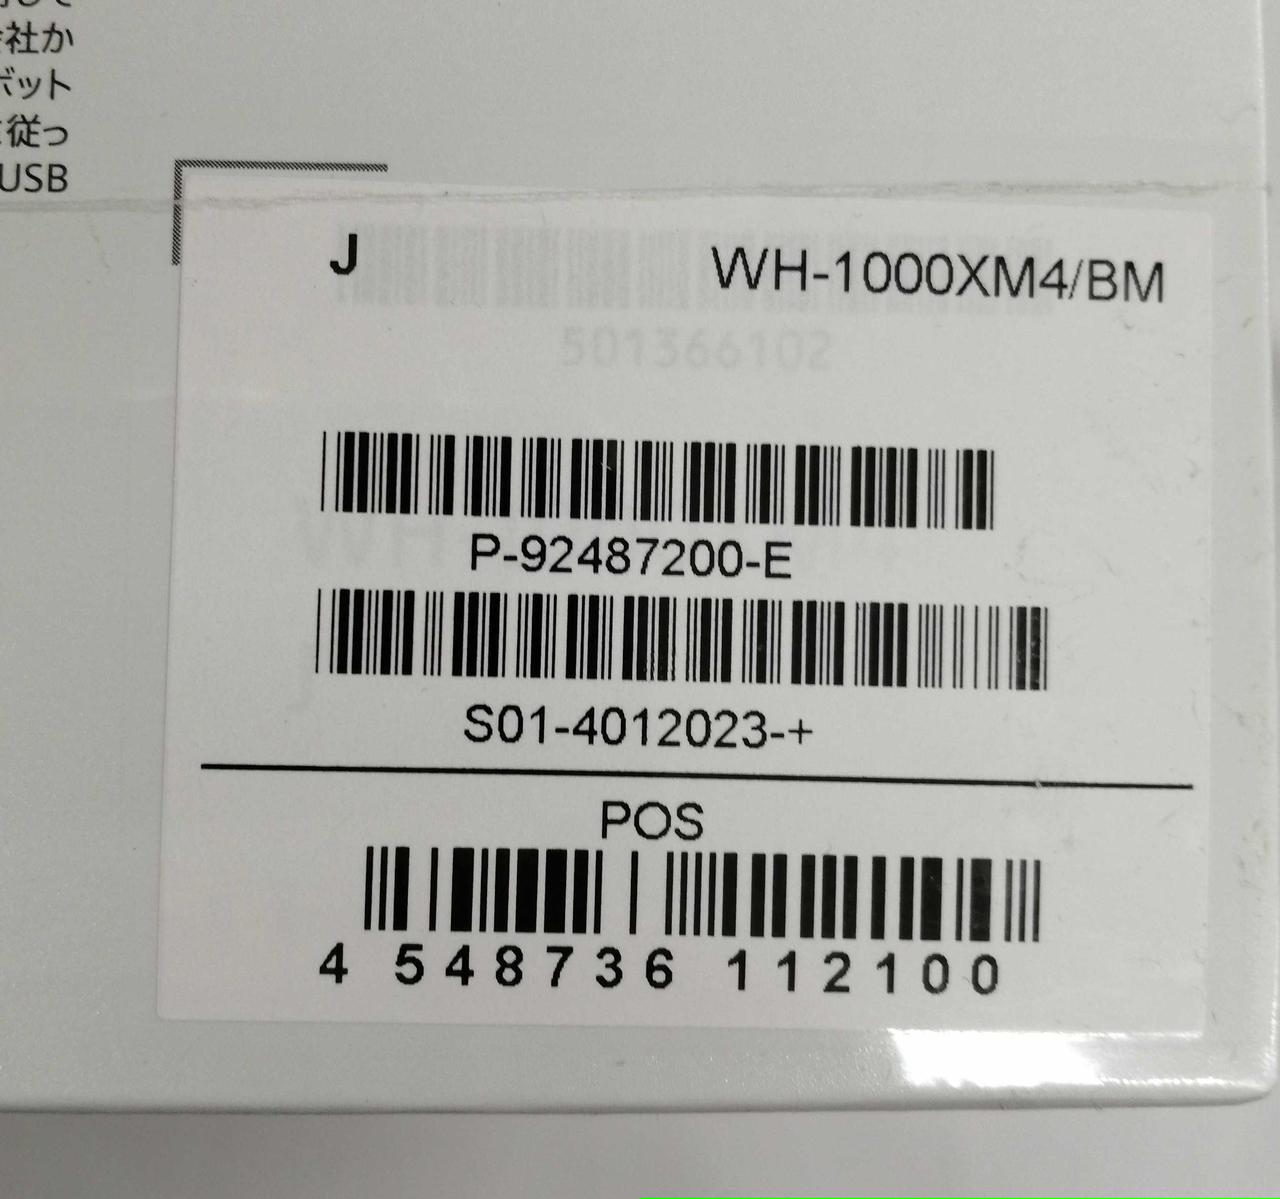 社か
ボット
従っ
USB
J
WH-1000XM4/BM
501366102
P-92487200-E
S01-4012023-+
POS
4 548736 112100